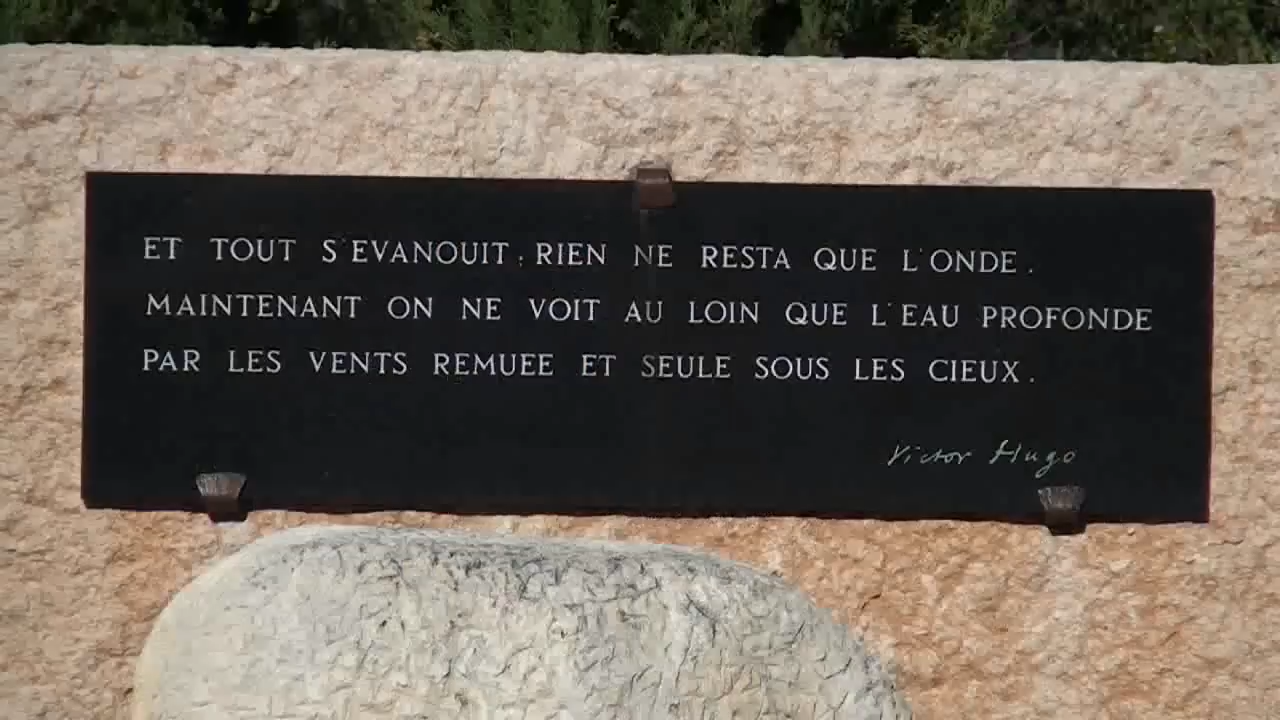 ET TOUT S'EVANOUIT : RIEN NE RESTA QUE L'ONDE .
MAINTENANT ON NE VOIT AU LOIN QUE L'EAU PROFONDE
PAR LES VENTS REMUEE ET SEULE SOUS LES CIEUX .
Victor Hugo